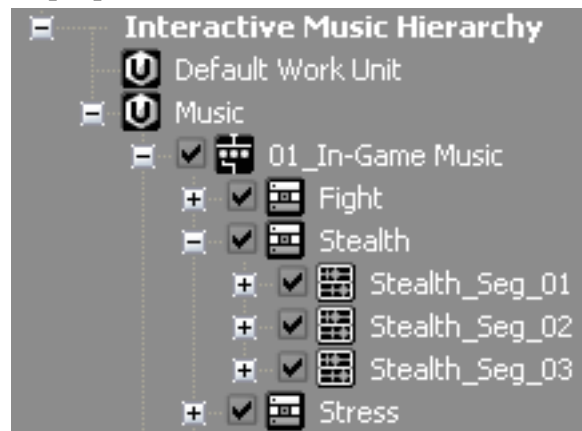 Interactive Music Hierarchy
Default Work Unit
Music
01_In-Game Music
Fight
Stealth
Stealth_Seg_01
Stealth_Seg_02
Stealth_Seg_03
Stress